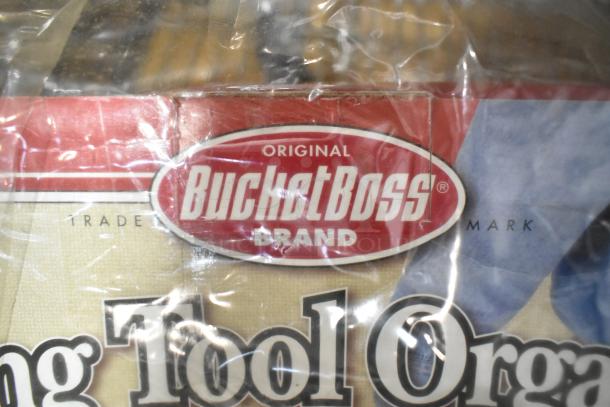 ORIGINAL
BucketBoss®
BRAND
TRADE MARK
ng Tool Orga